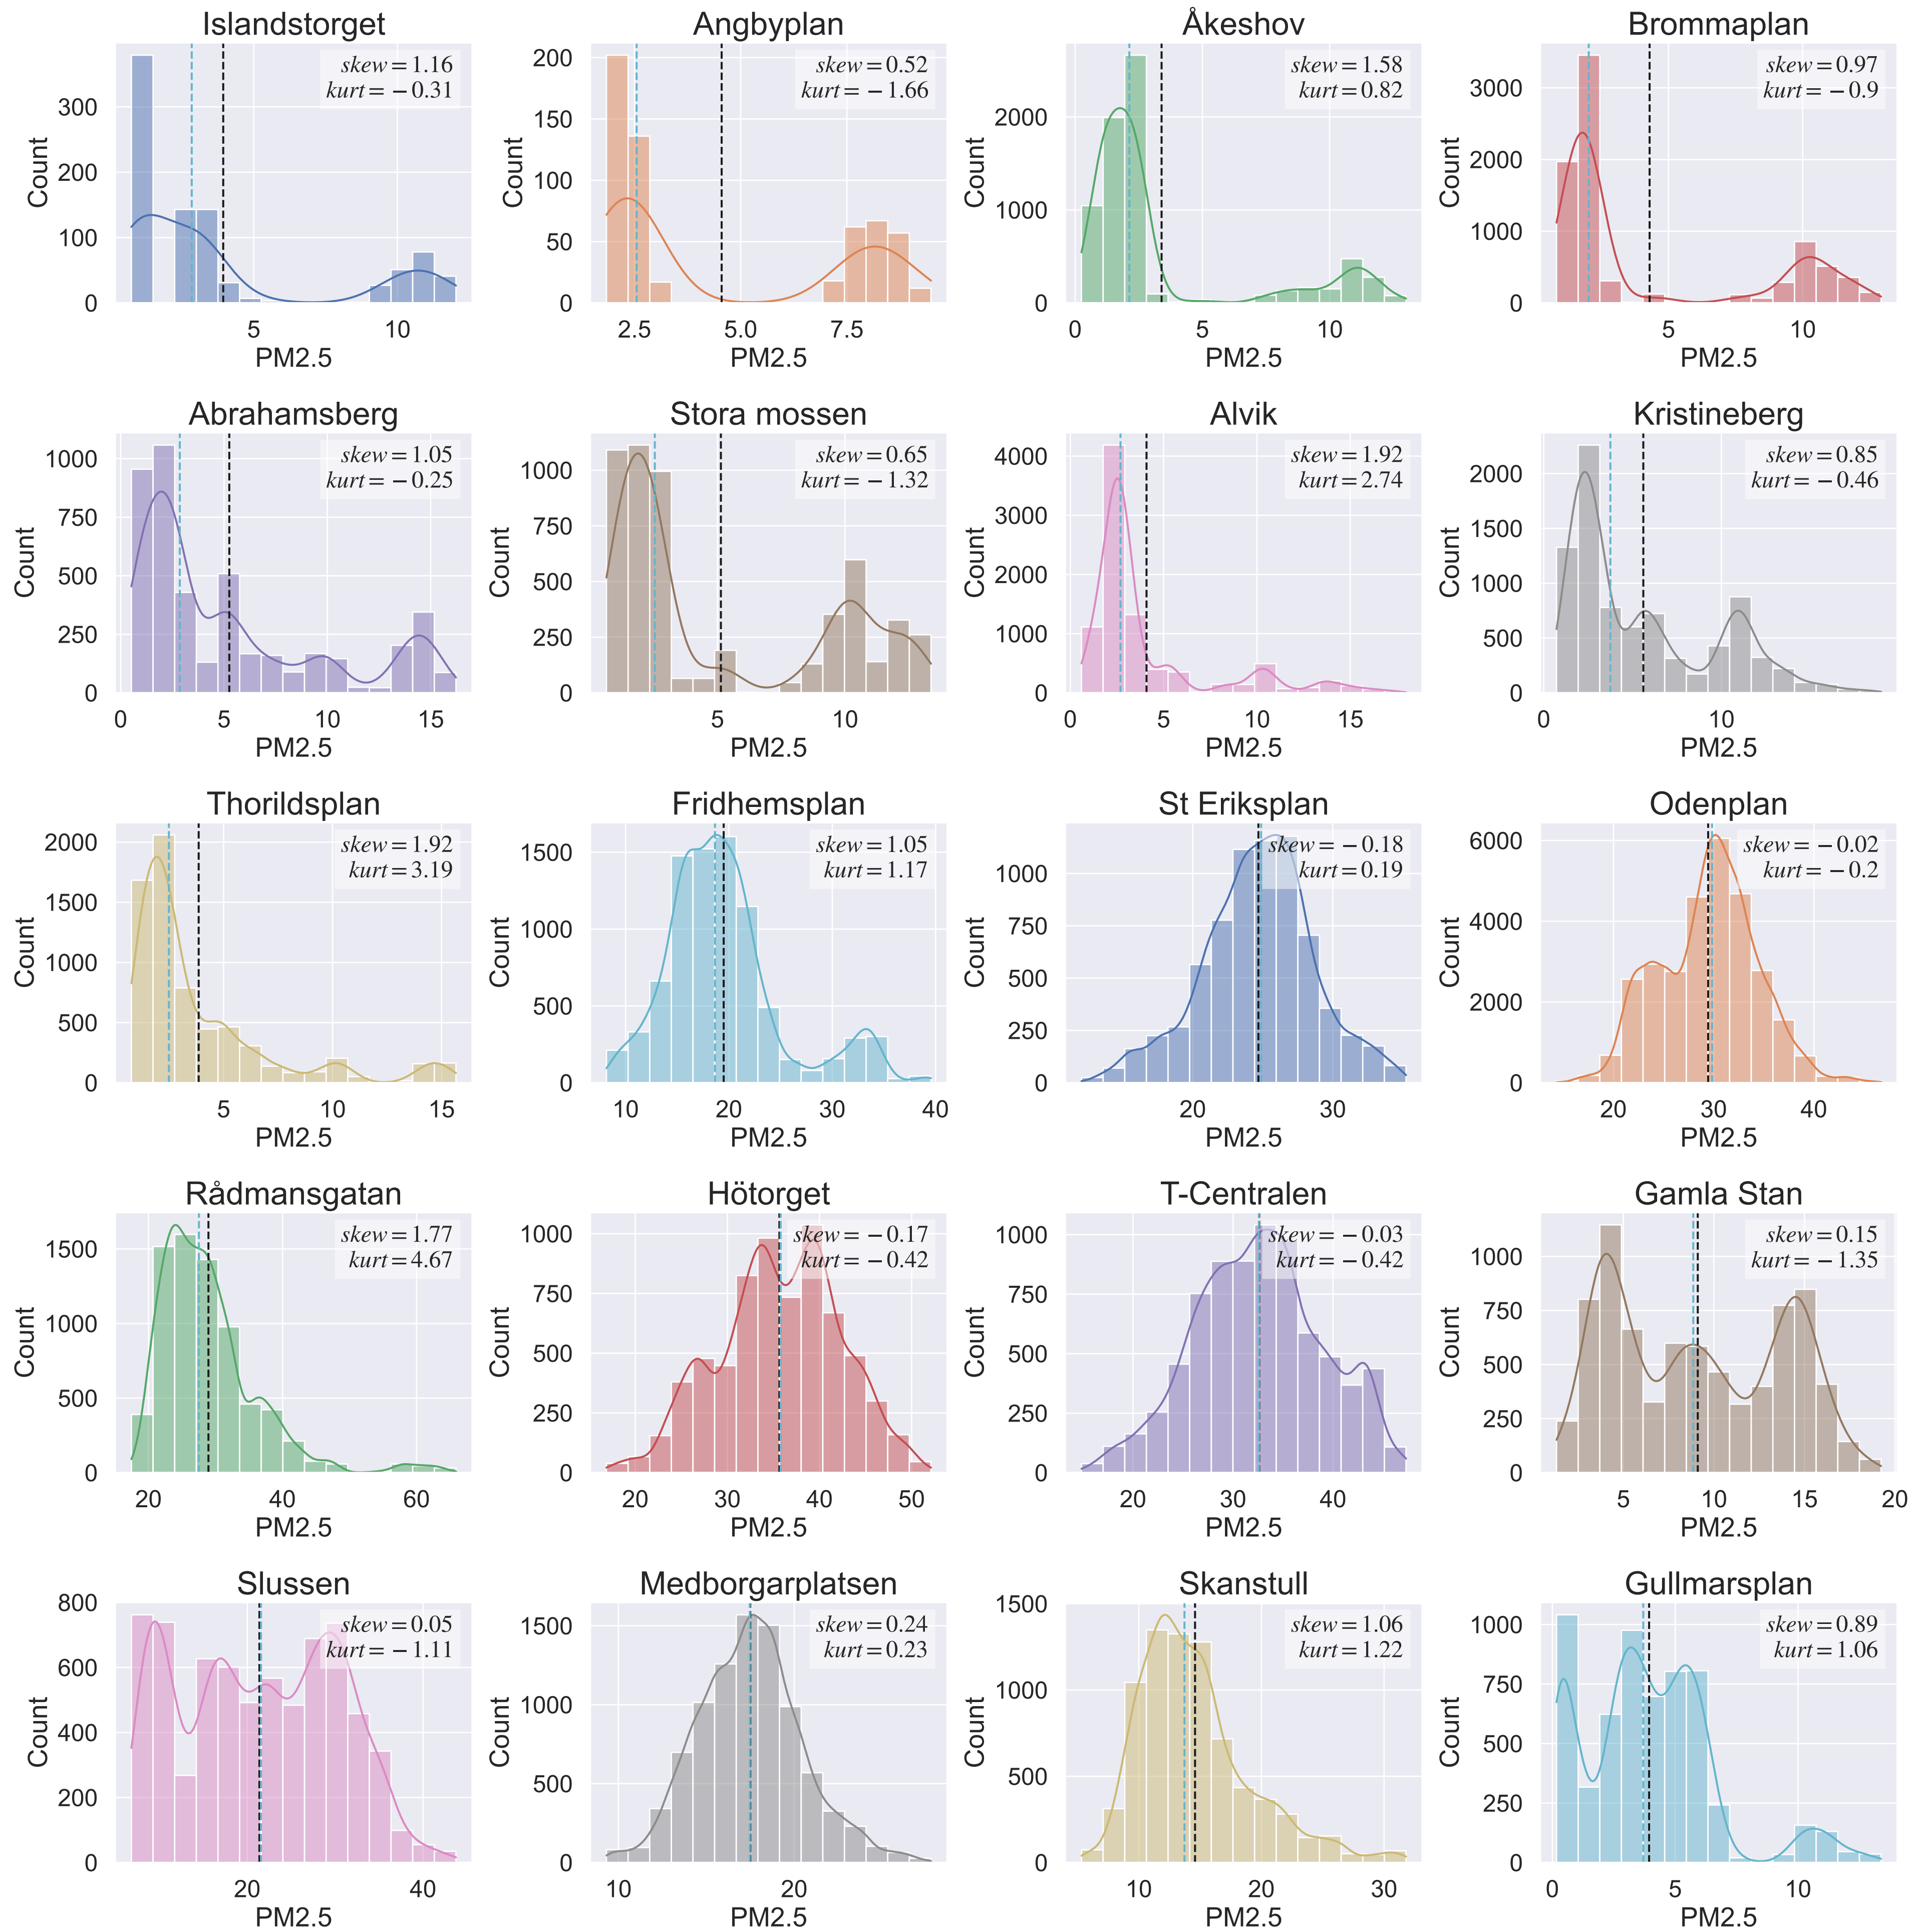 Islandstorget
skew = 1.16
kurt = −0.31
Count
300
200
100
0
5 10
PM2.5
Angbyplan
skew = 0.52
kurt = −1.66
Count
200
150
100
50
0
2.5 5.0 7.5
PM2.5
Åkeshov
skew = 1.58
kurt = 0.82
Count
2000
1000
0
0 5 10
PM2.5
Brommaplan
skew = 0.97
kurt = −0.9
Count
3000
2000
1000
0
5 10
PM2.5
Abrahamsberg
skew = 1.05
kurt = −0.25
Count
1000
750
500
250
0
0 5 10 15
PM2.5
Stora mossen
skew = 0.65
kurt = −1.32
Count
1000
750
500
250
0
5 10
PM2.5
Alvik
skew = 1.92
kurt = 2.74
Count
4000
3000
2000
1000
0
0 5 10 15
PM2.5
Kristineberg
skew = 0.85
kurt = −0.46
Count
2000
1500
1000
500
0
0 10
PM2.5
Thorildsplan
skew = 1.92
kurt = 3.19
Count
2000
1500
1000
500
0
5 10 15
PM2.5
Fridhemsplan
skew = 1.05
kurt = 1.17
Count
1500
1000
500
0
10 20 30 40
PM2.5
St Eriksplan
skew = −0.18
kurt = 0.19
Count
1000
750
500
250
0
20 30
PM2.5
Odenplan
skew = −0.02
kurt = −0.2
Count
6000
4000
2000
0
20 30 40
PM2.5
Rådmansgatan
skew = 1.77
kurt = 4.67
Count
1500
1000
500
0
20 40 60
PM2.5
Hötorget
skew = −0.17
kurt = −0.42
Count
1000
750
500
250
0
20 30 40 50
PM2.5
T-Centralen
skew = −0.03
kurt = −0.42
Count
1000
750
500
250
0
20 30 40
PM2.5
Gamla Stan
skew = 0.15
kurt = −1.35
Count
1000
750
500
250
0
5 10 15 20
PM2.5
Slussen
skew = 0.05
kurt = −1.11
Count
800
600
400
200
0
20 40
PM2.5
Medborgarplatsen
skew = 0.24
kurt = 0.23
Count
1500
1000
500
0
10 20
PM2.5
Skanstull
skew = 1.06
kurt = 1.22
Count
1500
1000
500
0
10 20 30
PM2.5
Gullmarsplan
skew = 0.89
kurt = 1.06
Count
1000
750
500
250
0
0 5 10
PM2.5